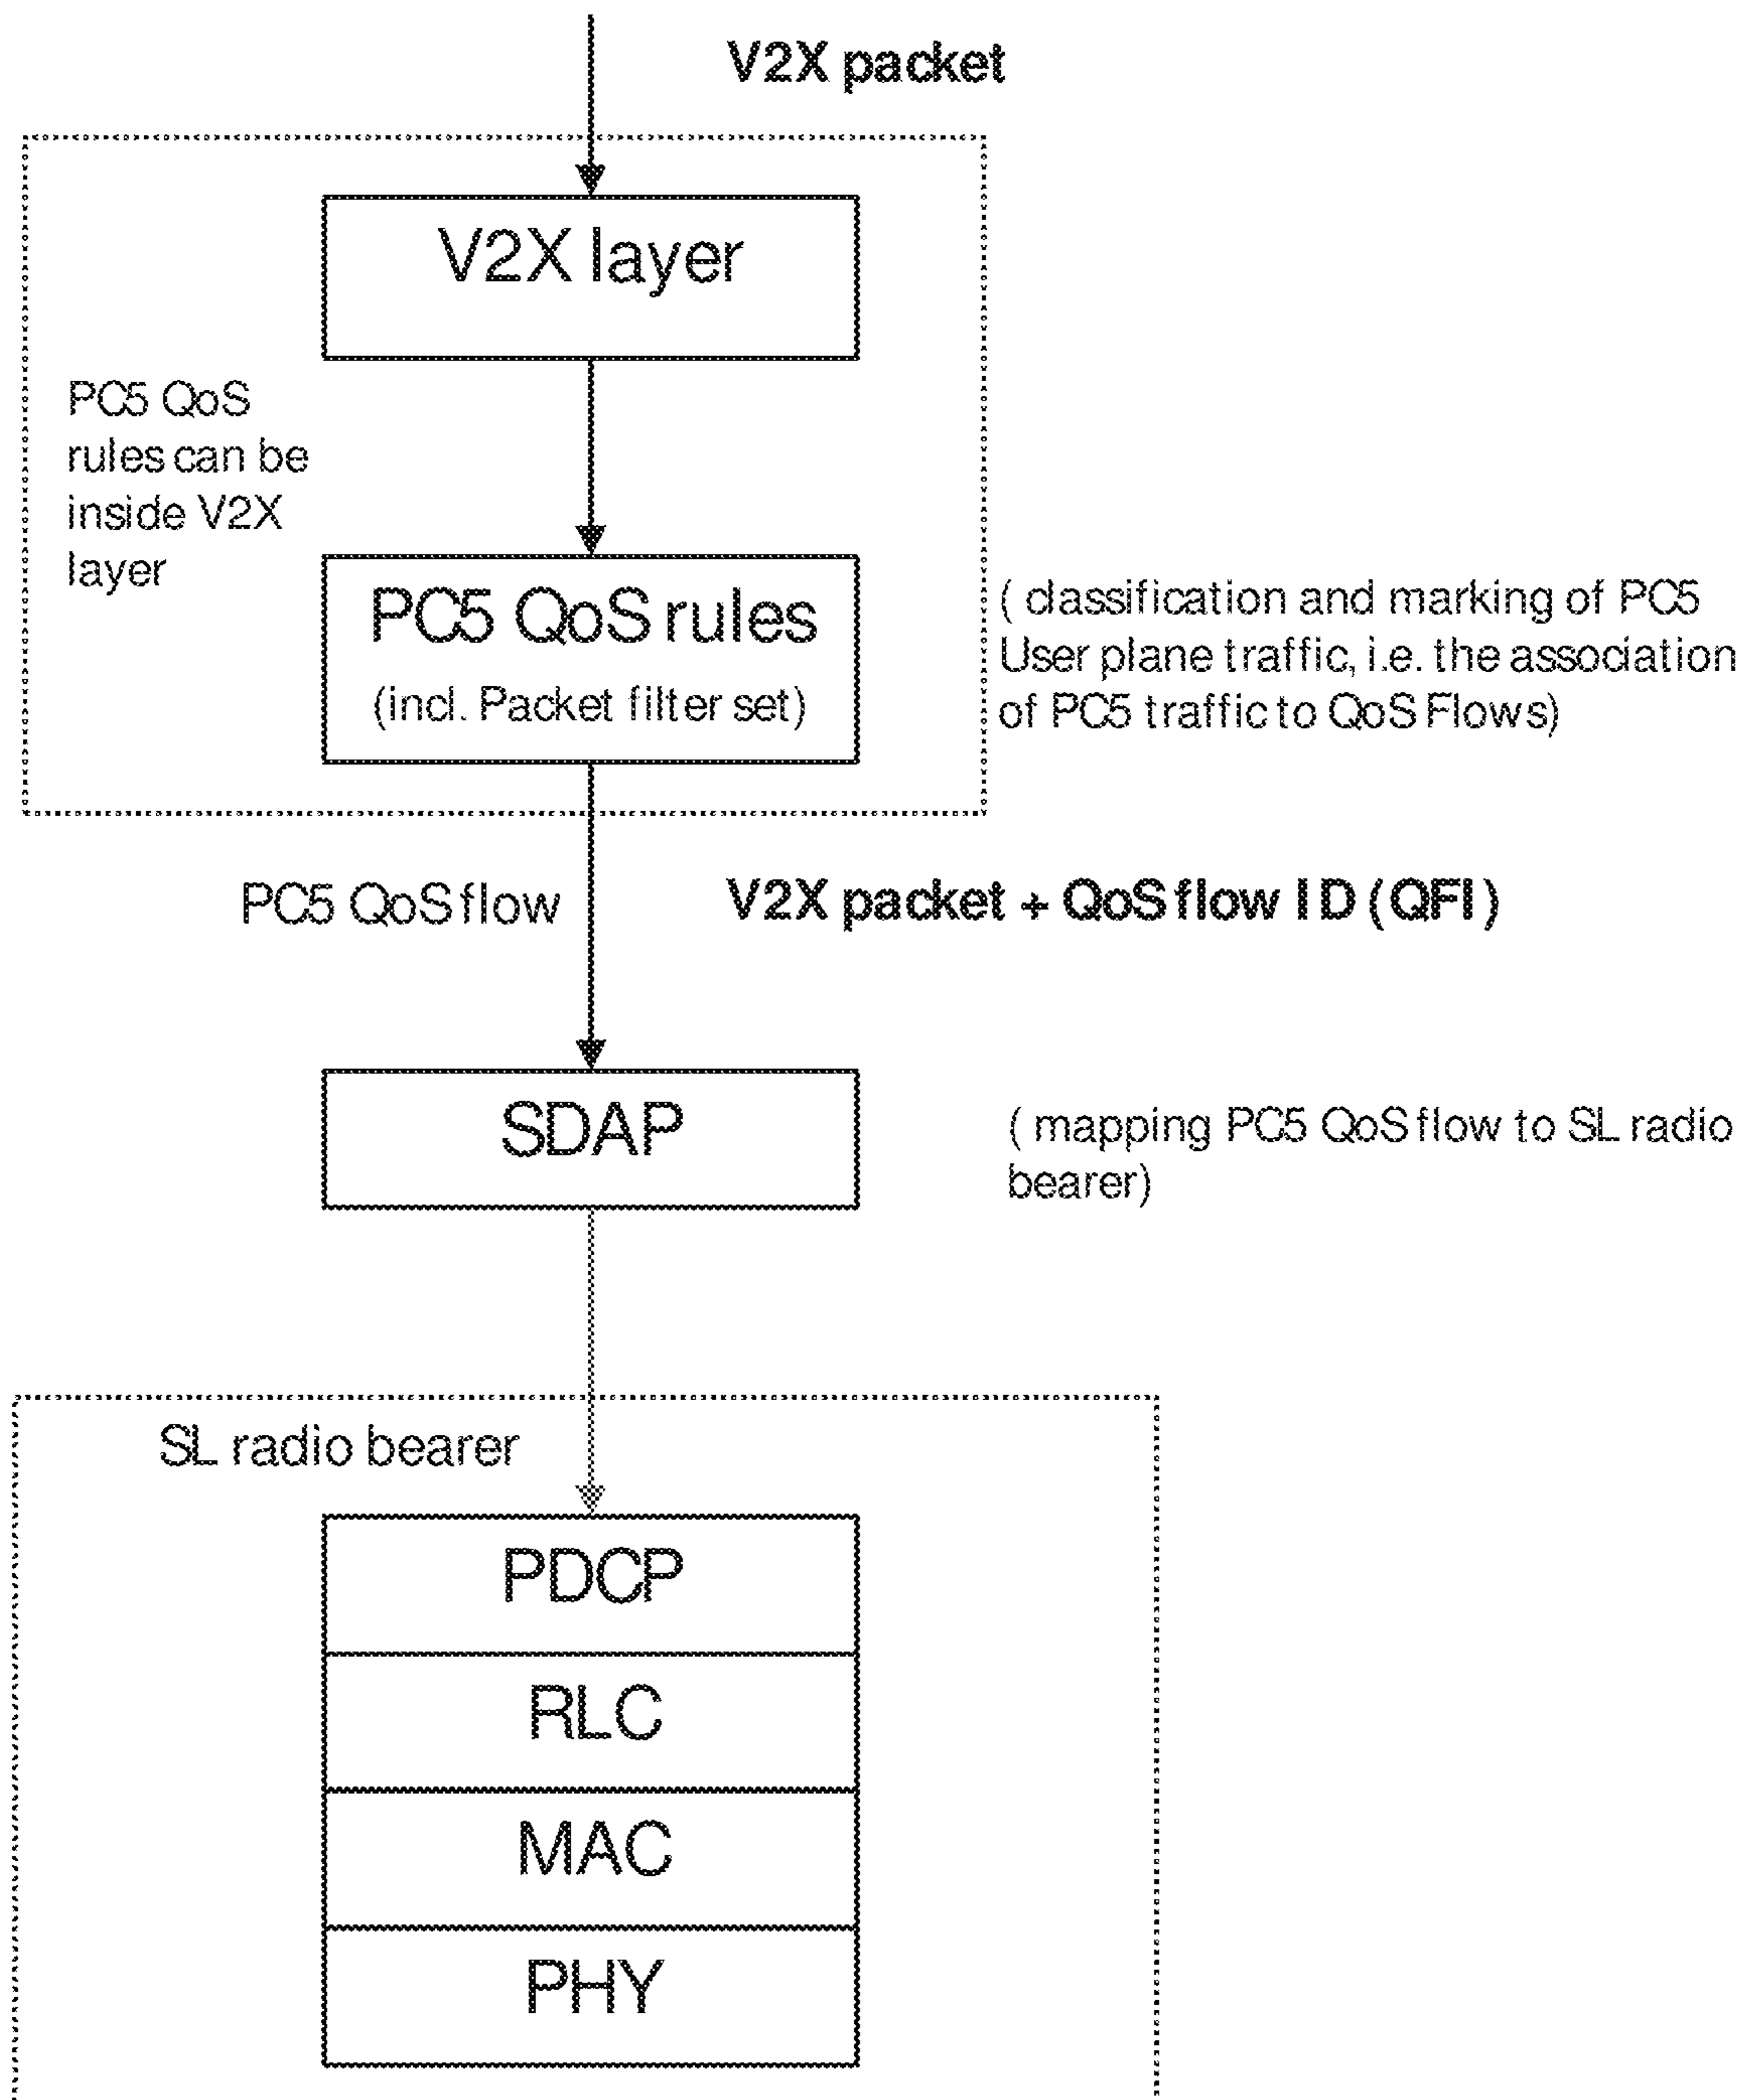 V2X packet
V2X layer
PC5 QoS
rules can be
inside V2X
layer
PC5 QoS rules
(incl. Packet filter set)
( classification and marking of PC5
User plane traffic, i.e. the association
of PC5 traffic to QoS Flows)
PC5 QoS flow
V2X packet + QoS flow ID (QFI)
SDAP
( mapping PC5 QoS flow to SL radio
bearer)
SL radio bearer
PDCP
RLC
MAC
PHY